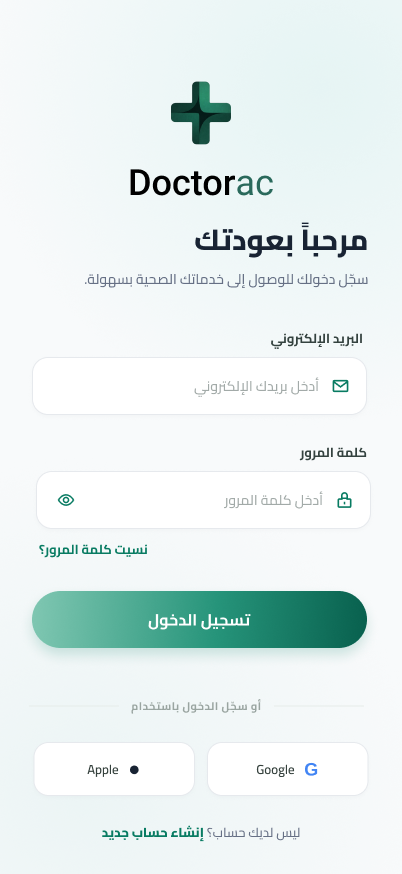 Doctorac
مرحباً بعودتك
سجّل دخولك للوصول إلى خدماتك الصحية بسهولة.
البريد الإلكتروني
أدخل بريدك الإلكتروني
كلمة المرور
أدخل كلمة المرور
نسيت كلمة المرور؟
تسجيل الدخول
أو سجّل الدخول باستخدام
Google G
Apple
ليس لديك حساب؟ إنشاء حساب جديد